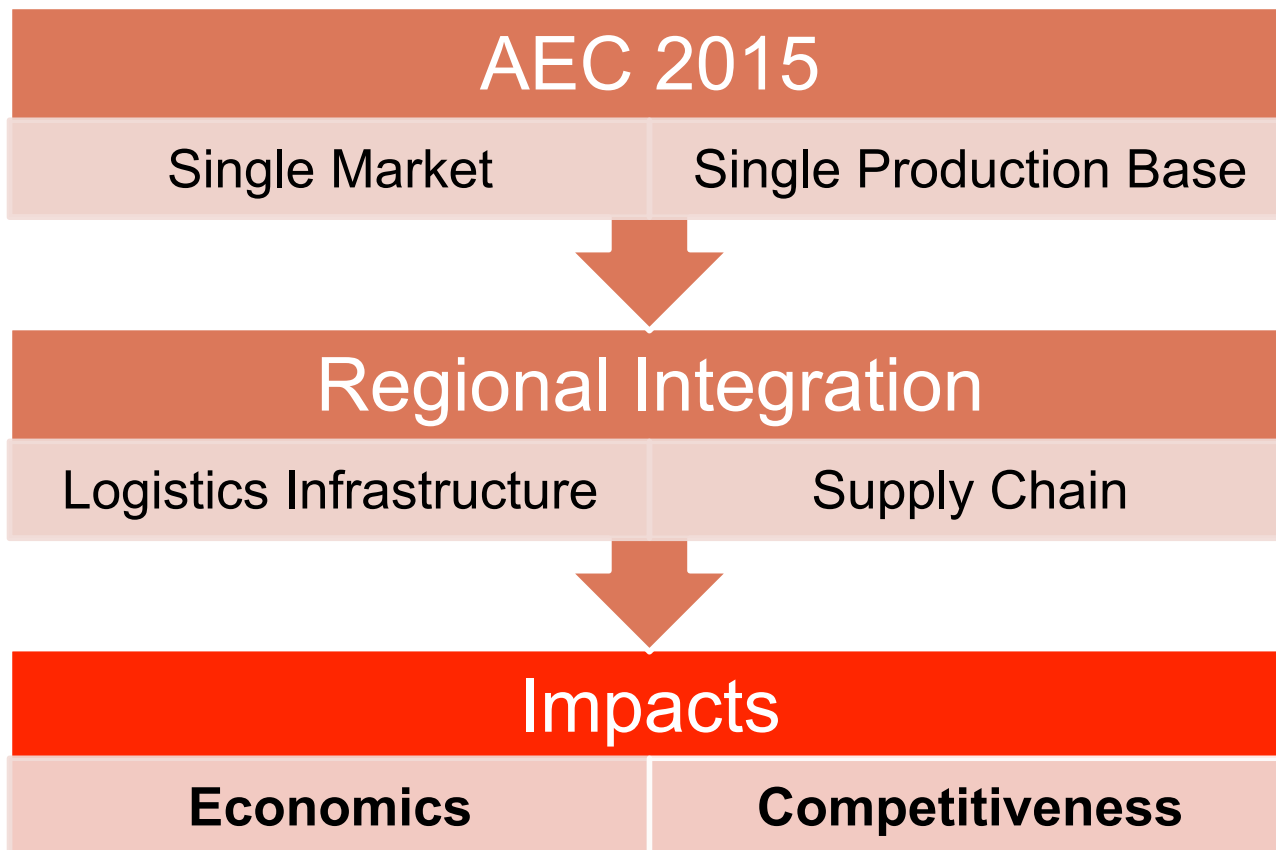 AEC 2015
Single Market
Single Production Base
Regional Integration
Logistics Infrastructure
Supply Chain
Impacts
Economics
Competitiveness